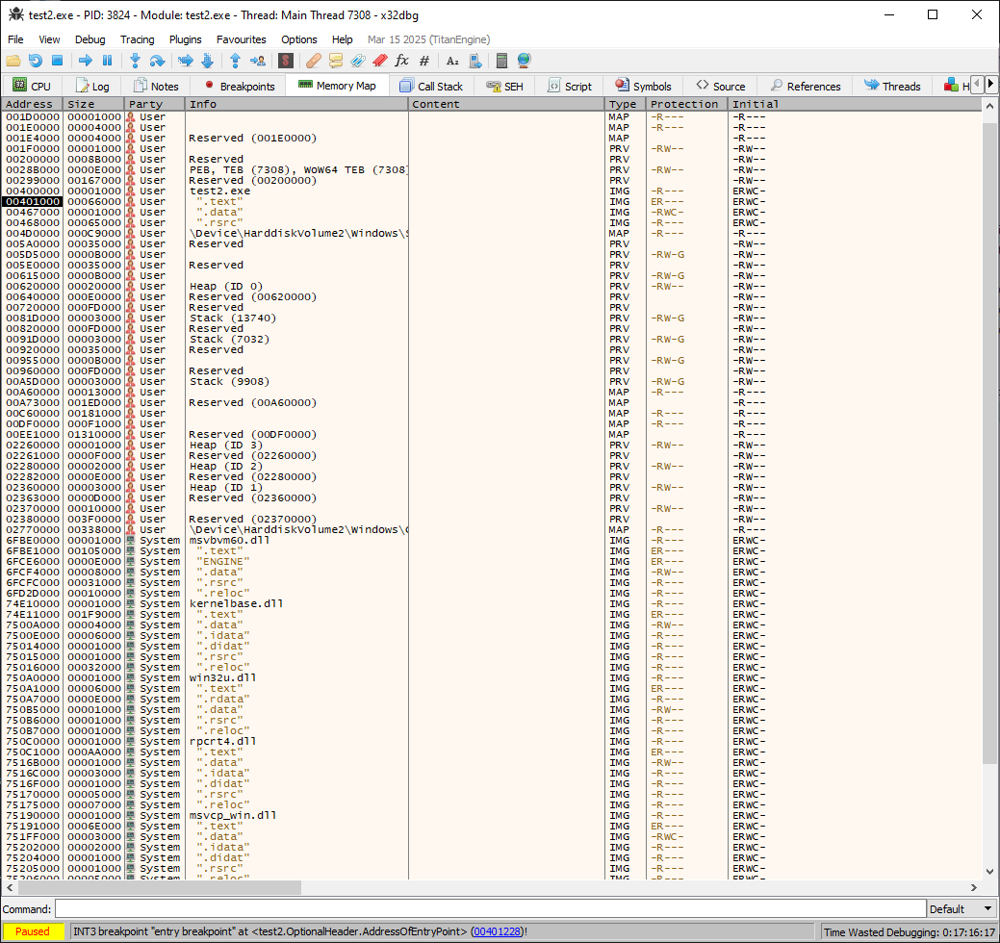 test2.exe - PID: 3824 - Module: test2.exe - Thread: Main Thread 7308 - x32dbg
File View Debug Tracing Plugins Favourites Options Help Mar 15 2025 (TitanEngine)
CPU Log Notes Breakpoints Memory Map Call Stack SEH Script Symbols Source References Threads H
Address Size Party Info Content Type Protection Initial
001D0000 00001000 User MAP -R--- -R---
001E0000 00004000 User MAP -R--- -R---
001E4000 00004000 User Reserved (001E0000) MAP -R---
001F0000 00001000 User PRV -RW-- -RW--
00200000 0008B000 User Reserved PRV -RW--
0028B000 0000E000 User PEB, TEB (7308), WoW64 TEB (7308) PRV -RW-- -RW--
00299000 00167000 User Reserved (00200000) PRV -RW--
00400000 00001000 User test2.exe IMG -R--- ERWC-
00401000 00066000 User ".text" IMG ER--- ERWC-
00467000 00001000 User ".data" IMG -RWC- ERWC-
00468000 00065000 User ".rsrc" IMG -R--- ERWC-
004D0000 000C9000 User \Device\HarddiskVolume2\Windows\S MAP -R--- -R---
005A0000 00035000 User Reserved PRV -RW--
005D5000 0000B000 User PRV -RW-G -RW--
005E0000 00035000 User Reserved PRV -RW--
00615000 0000B000 User PRV -RW-G -RW--
00620000 00020000 User Heap (ID 0) PRV -RW-- -RW--
00640000 000E0000 User Reserved (00620000) PRV -RW--
00720000 000FD000 User Reserved PRV -RW--
0081D000 00003000 User Stack (13740) PRV -RW-G -RW--
00820000 000FD000 User Reserved PRV -RW--
0091D000 00003000 User Stack (7032) PRV -RW-G -RW--
00920000 00035000 User Reserved PRV -RW--
00955000 0000B000 User PRV -RW-G -RW--
00960000 000FD000 User Reserved PRV -RW--
00A5D000 00003000 User Stack (9908) PRV -RW-G -RW--
00A60000 00013000 User MAP -R--- -R---
00A73000 001ED000 User Reserved (00A60000) MAP -R---
00C60000 00181000 User MAP -R--- -R---
00DF0000 000F1000 User MAP -R--- -R---
00EE1000 01310000 User Reserved (00DF0000) MAP -R---
02260000 00001000 User Heap (ID 3) PRV -RW-- -RW--
02261000 0000F000 User Reserved (02260000) PRV -RW--
02280000 00002000 User Heap (ID 2) PRV -RW-- -RW--
02282000 0000E000 User Reserved (02280000) PRV -RW--
02360000 00003000 User Heap (ID 1) PRV -RW-- -RW--
02363000 0000D000 User Reserved (02360000) PRV -RW--
02370000 00010000 User PRV -RW-- -RW--
02380000 003F0000 User Reserved (02370000) PRV -RW--
02770000 00338000 User \Device\HarddiskVolume2\Windows\G MAP -R--- -R---
6FBE0000 00001000 System msvbvm60.dll IMG -R--- ERWC-
6FBE1000 00105000 System ".text" IMG ER--- ERWC-
6FCE6000 0000E000 System "ENGINE" IMG ER--- ERWC-
6FCF4000 00008000 System ".data" IMG -RW-- ERWC-
6FCFC000 00031000 System ".rsrc" IMG -R--- ERWC-
6FD2D000 00010000 System ".reloc" IMG -R--- ERWC-
74E10000 00001000 System kernelbase.dll IMG -R--- ERWC-
74E11000 001F9000 System ".text" IMG ER--- ERWC-
7500A000 00004000 System ".data" IMG -RW-- ERWC-
7500E000 00006000 System ".idata" IMG -R--- ERWC-
75014000 00001000 System ".didat" IMG -R--- ERWC-
75015000 00001000 System ".rsrc" IMG -R--- ERWC-
75016000 00032000 System ".reloc" IMG -R--- ERWC-
750A0000 00001000 System win32u.dll IMG -R--- ERWC-
750A1000 00006000 System ".text" IMG ER--- ERWC-
750A7000 0000E000 System ".rdata" IMG -R--- ERWC-
750B5000 00001000 System ".data" IMG -RW-- ERWC-
750B6000 00001000 System ".rsrc" IMG -R--- ERWC-
750B7000 00001000 System ".reloc" IMG -R--- ERWC-
750C0000 00001000 System rpcrt4.dll IMG -R--- ERWC-
750C1000 000AA000 System ".text" IMG ER--- ERWC-
7516B000 00001000 System ".data" IMG -RW-- ERWC-
7516C000 00003000 System ".idata" IMG -R--- ERWC-
7516F000 00001000 System ".didat" IMG -R--- ERWC-
75170000 00005000 System ".rsrc" IMG -R--- ERWC-
75175000 00007000 System ".reloc" IMG -R--- ERWC-
75190000 00001000 System msvcp_win.dll IMG -R--- ERWC-
75191000 0006E000 System ".text" IMG ER--- ERWC-
751FF000 00003000 System ".data" IMG -RWC- ERWC-
75202000 00002000 System ".idata" IMG -R--- ERWC-
75204000 00001000 System ".didat" IMG -R--- ERWC-
75205000 00001000 System ".rsrc" IMG -R--- ERWC-
75206000 00005000 System ".reloc" IMG -R--- ERWC-
Command: Default
Paused INT3 breakpoint "entry breakpoint" at <test2.OptionalHeader.AddressOfEntryPoint> (00401228)! Time Wasted Debugging: 0:17:16:17